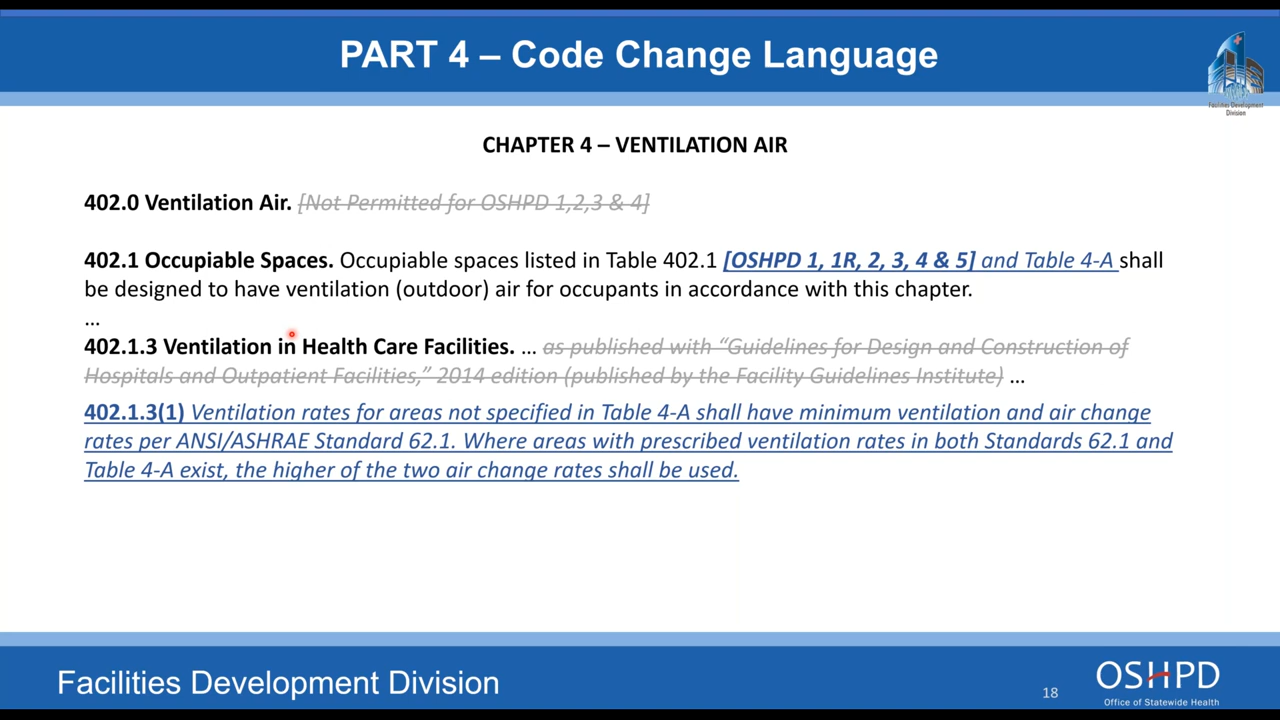 PART 4 – Code Change Language
Facilities Development
Division
CHAPTER 4 – VENTILATION AIR
402.0 Ventilation Air. [Not Permitted for OSHPD 1,2,3 & 4]
402.1 Occupiable Spaces. Occupiable spaces listed in Table 402.1 [OSHPD 1, 1R, 2, 3, 4 & 5] and Table 4-A shall
be designed to have ventilation (outdoor) air for occupants in accordance with this chapter.
...
402.1.3 Ventilation in Health Care Facilities. ... as published with “Guidelines for Design and Construction of
Hospitals and Outpatient Facilities,” 2014 edition (published by the Facility Guidelines Institute) ...
402.1.3(1) Ventilation rates for areas not specified in Table 4-A shall have minimum ventilation and air change
rates per ANSI/ASHRAE Standard 62.1. Where areas with prescribed ventilation rates in both Standards 62.1 and
Table 4-A exist, the higher of the two air change rates shall be used.
Facilities Development Division
18
OSHPD
Office of Statewide Health